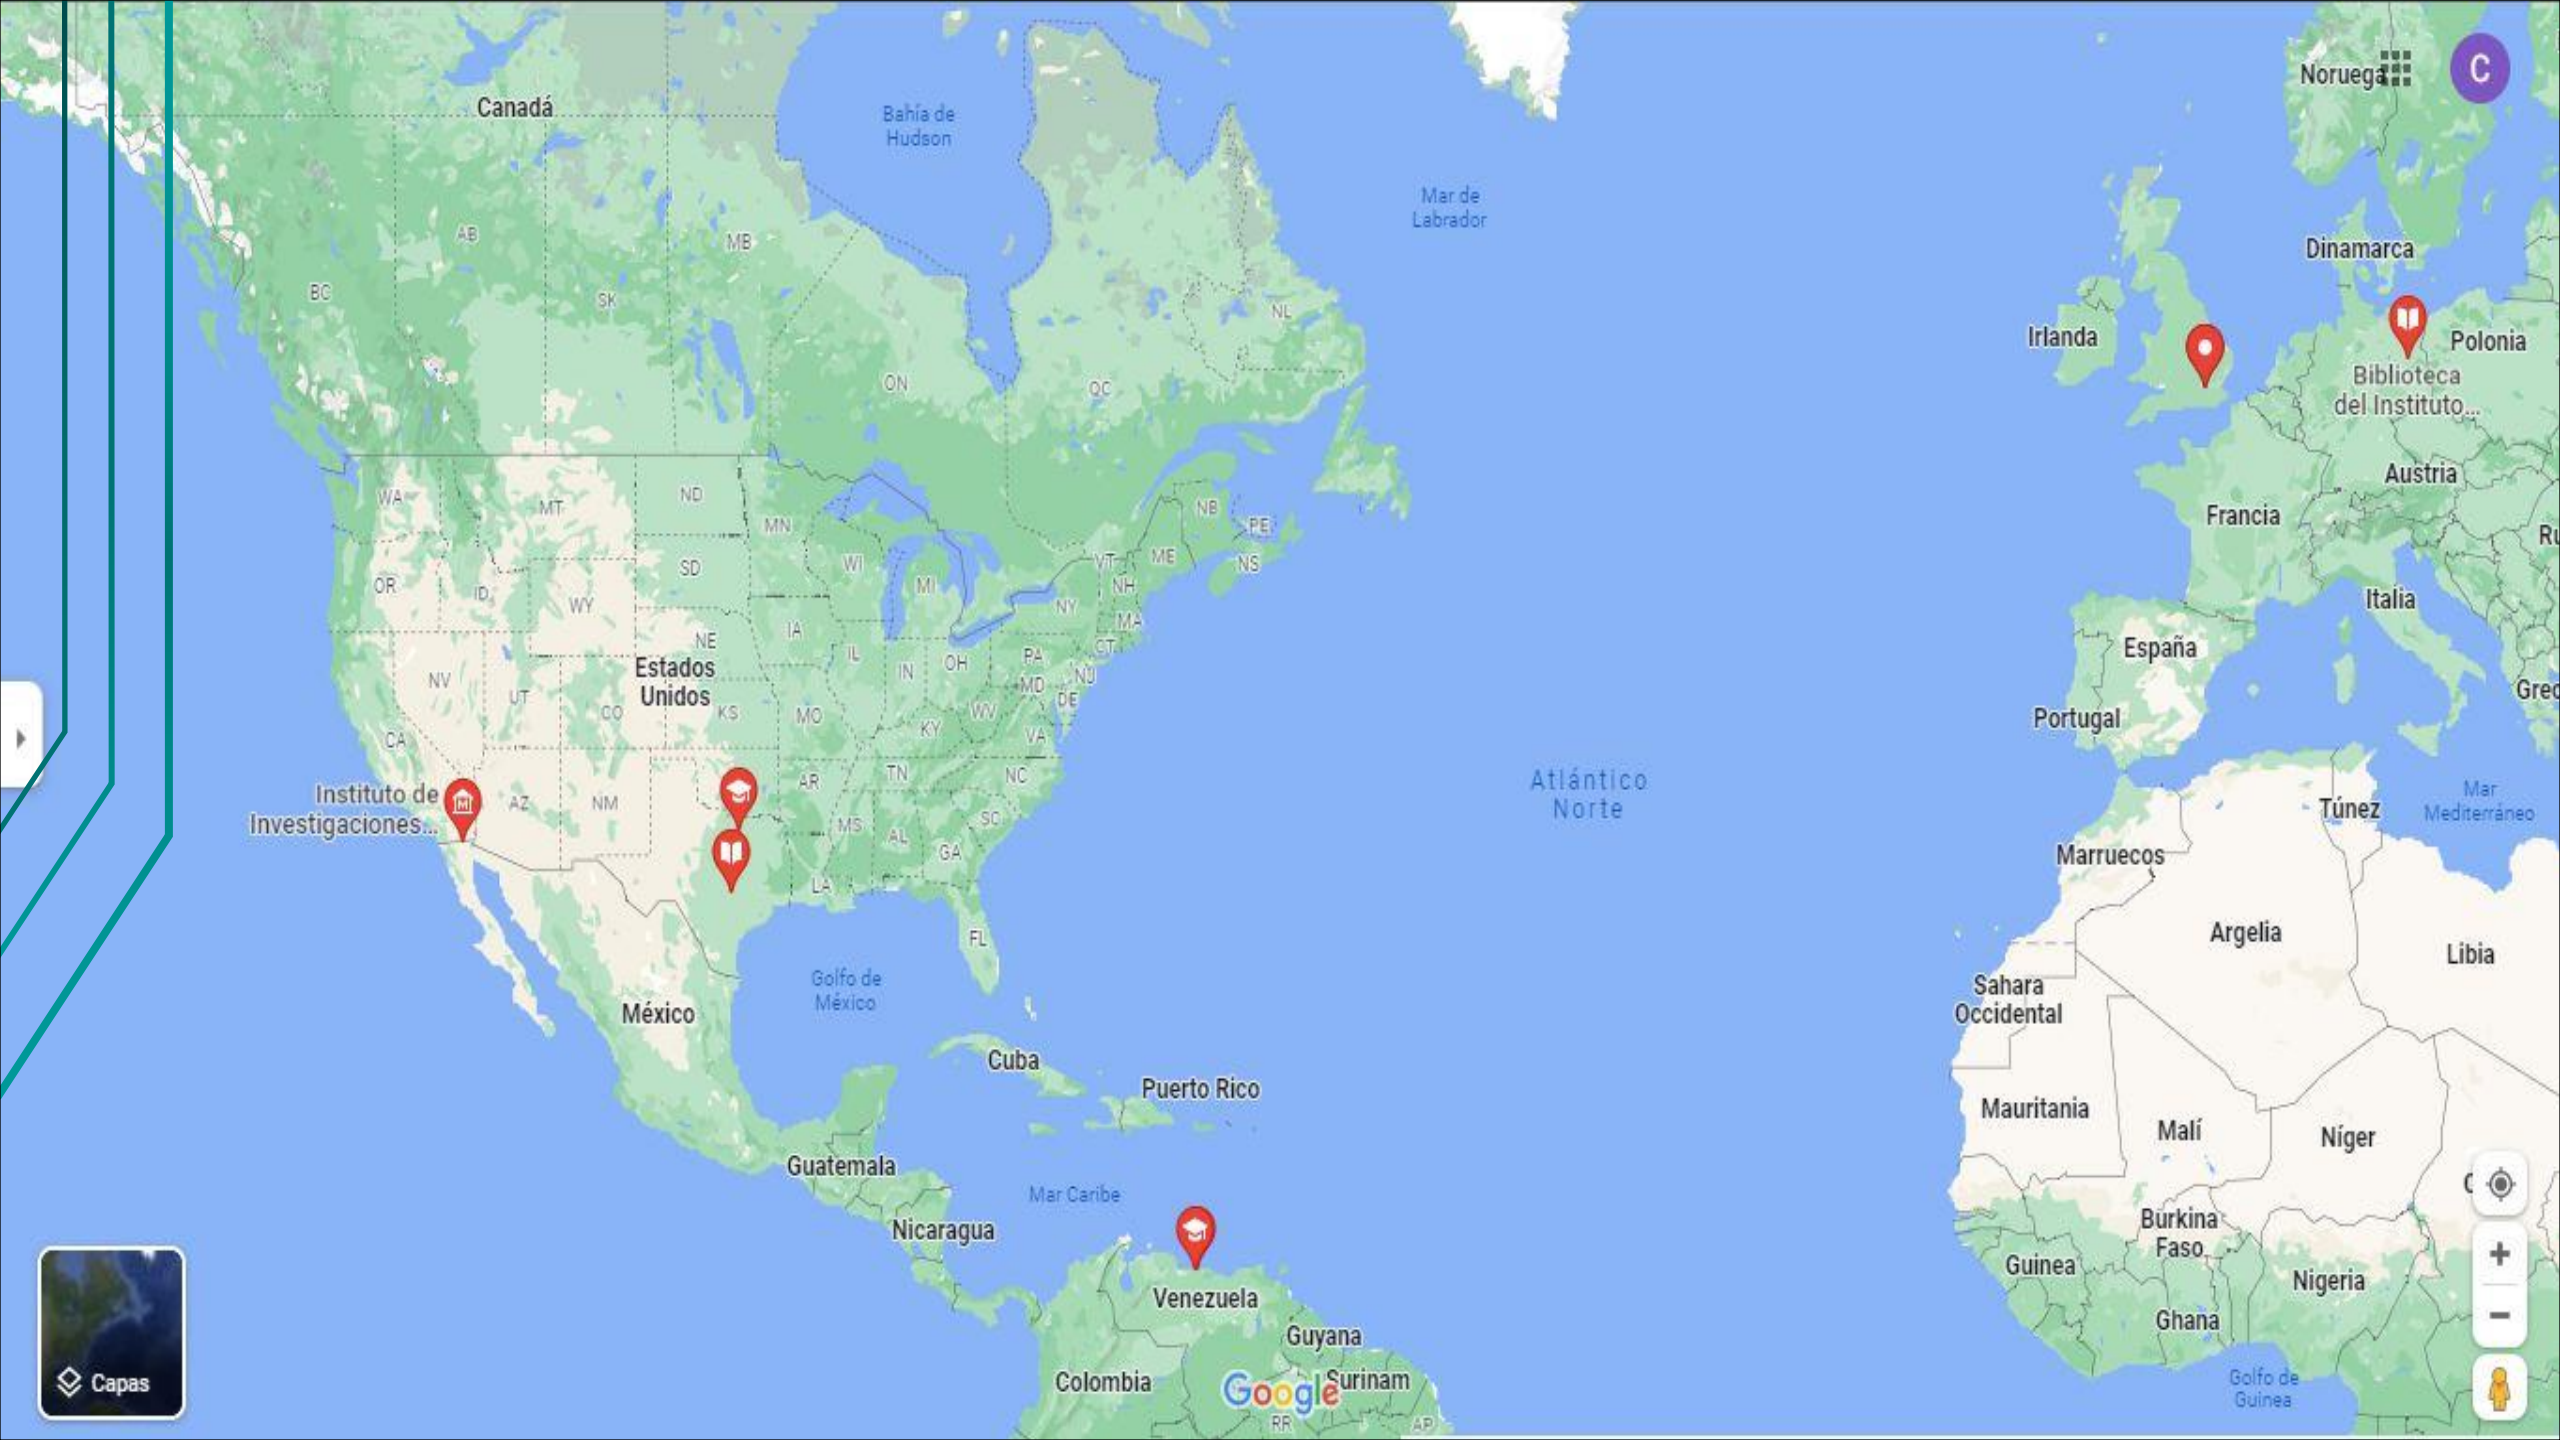 Canadá
Bahía de
Hudson
Mar de
Labrador
Noruega
C
AB
MB
BC
SK
NL
ON
QC
Irlanda
Dinamarca
Polonia
Biblioteca
del Instituto...
Austria
Francia
Italia
España
Portugal
Grec
Ru
WA
MT
ND
MN
NB
PE
NS
OR
ID
WY
SD
WI
MI
VT
ME
NH
NY
MA
CT
NE
IA
IL
IN
OH
PA
NJ
MD
DE
Estados
Unidos
NV
UT
CO
KS
MO
KY
WV
VA
CA
AZ
NM
AR
TN
NC
MS
AL
GA
SC
LA
FL
Instituto de
Investigaciones...
Atlántico
Norte
Mar
Mediterráneo
Túnez
Marruecos
Argelia
Libia
Sahara
Occidental
Mauritania
Malí
Níger
Burkina
Faso
Guinea
Ghana
Nigeria
Golfo de
Guinea
México
Golfo de
México
Cuba
Puerto Rico
Guatemala
Mar Caribe
Nicaragua
Venezuela
Guyana
Surinam
Colombia
Google
RR
AP
Capas